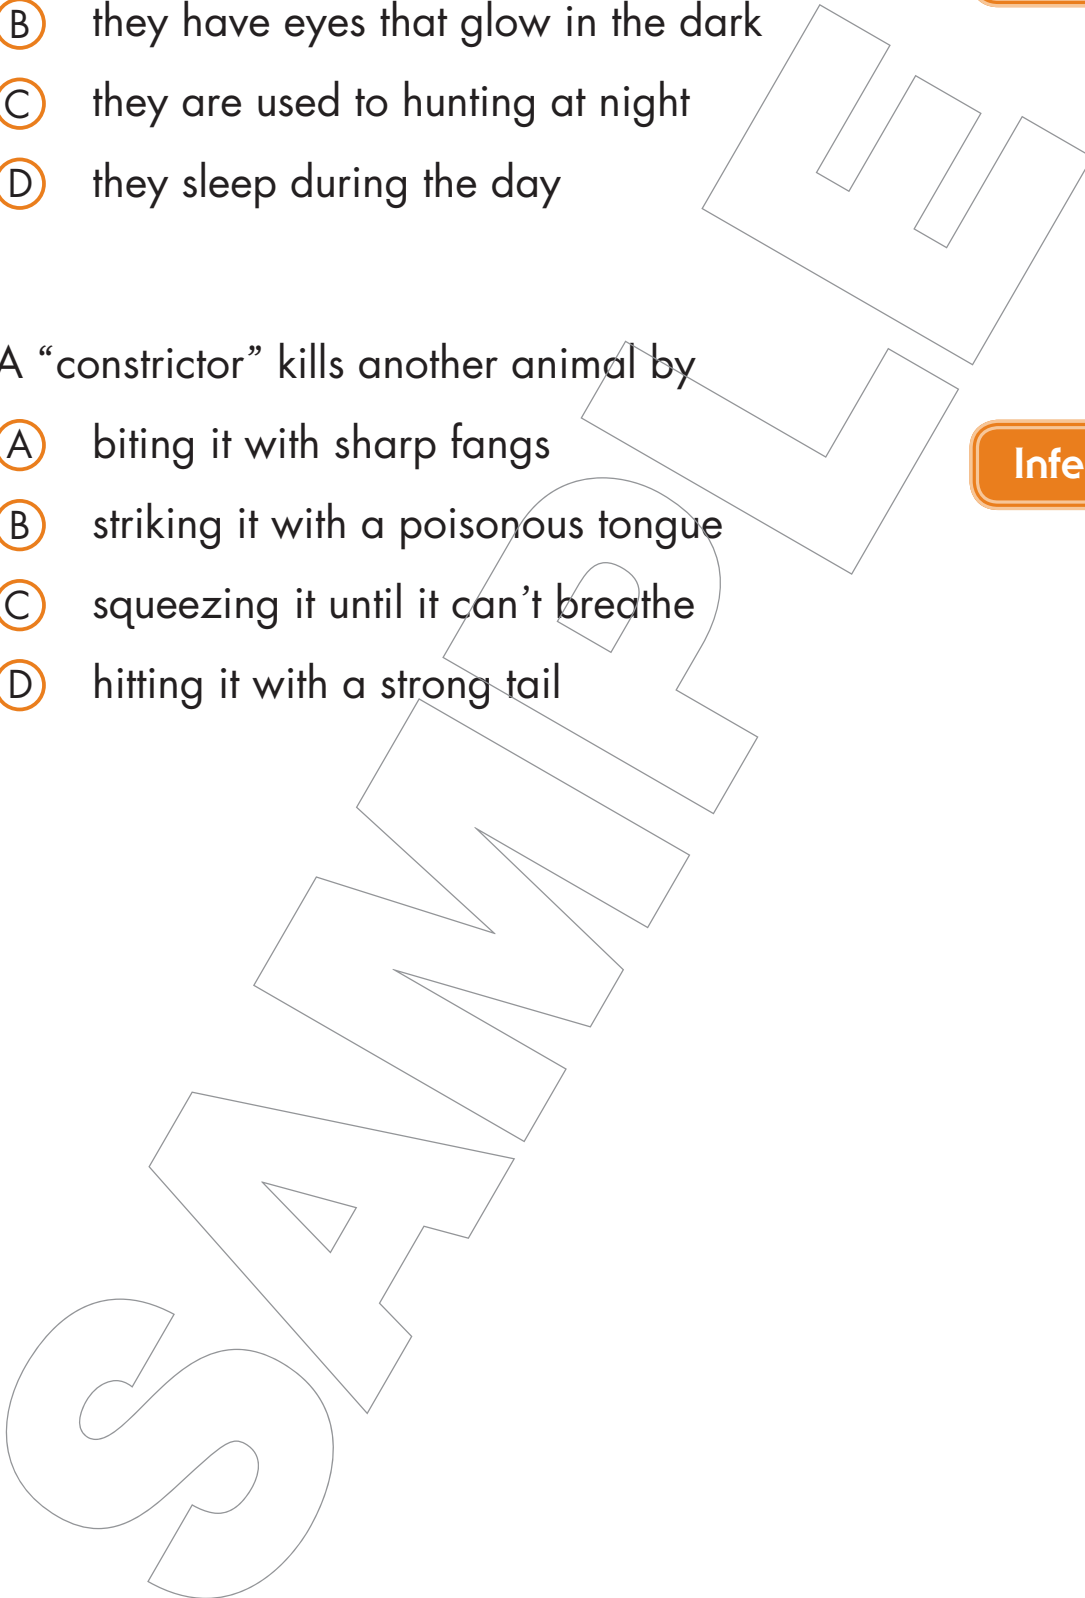 B they have eyes that glow in the dark
C they are used to hunting at night
D they sleep during the day
A “constrictor” kills another animal by
A biting it with sharp fangs
Infe
B striking it with a poisonous tongue
C squeezing it until it can’t breathe
D hitting it with a strong tail
SAMPLE